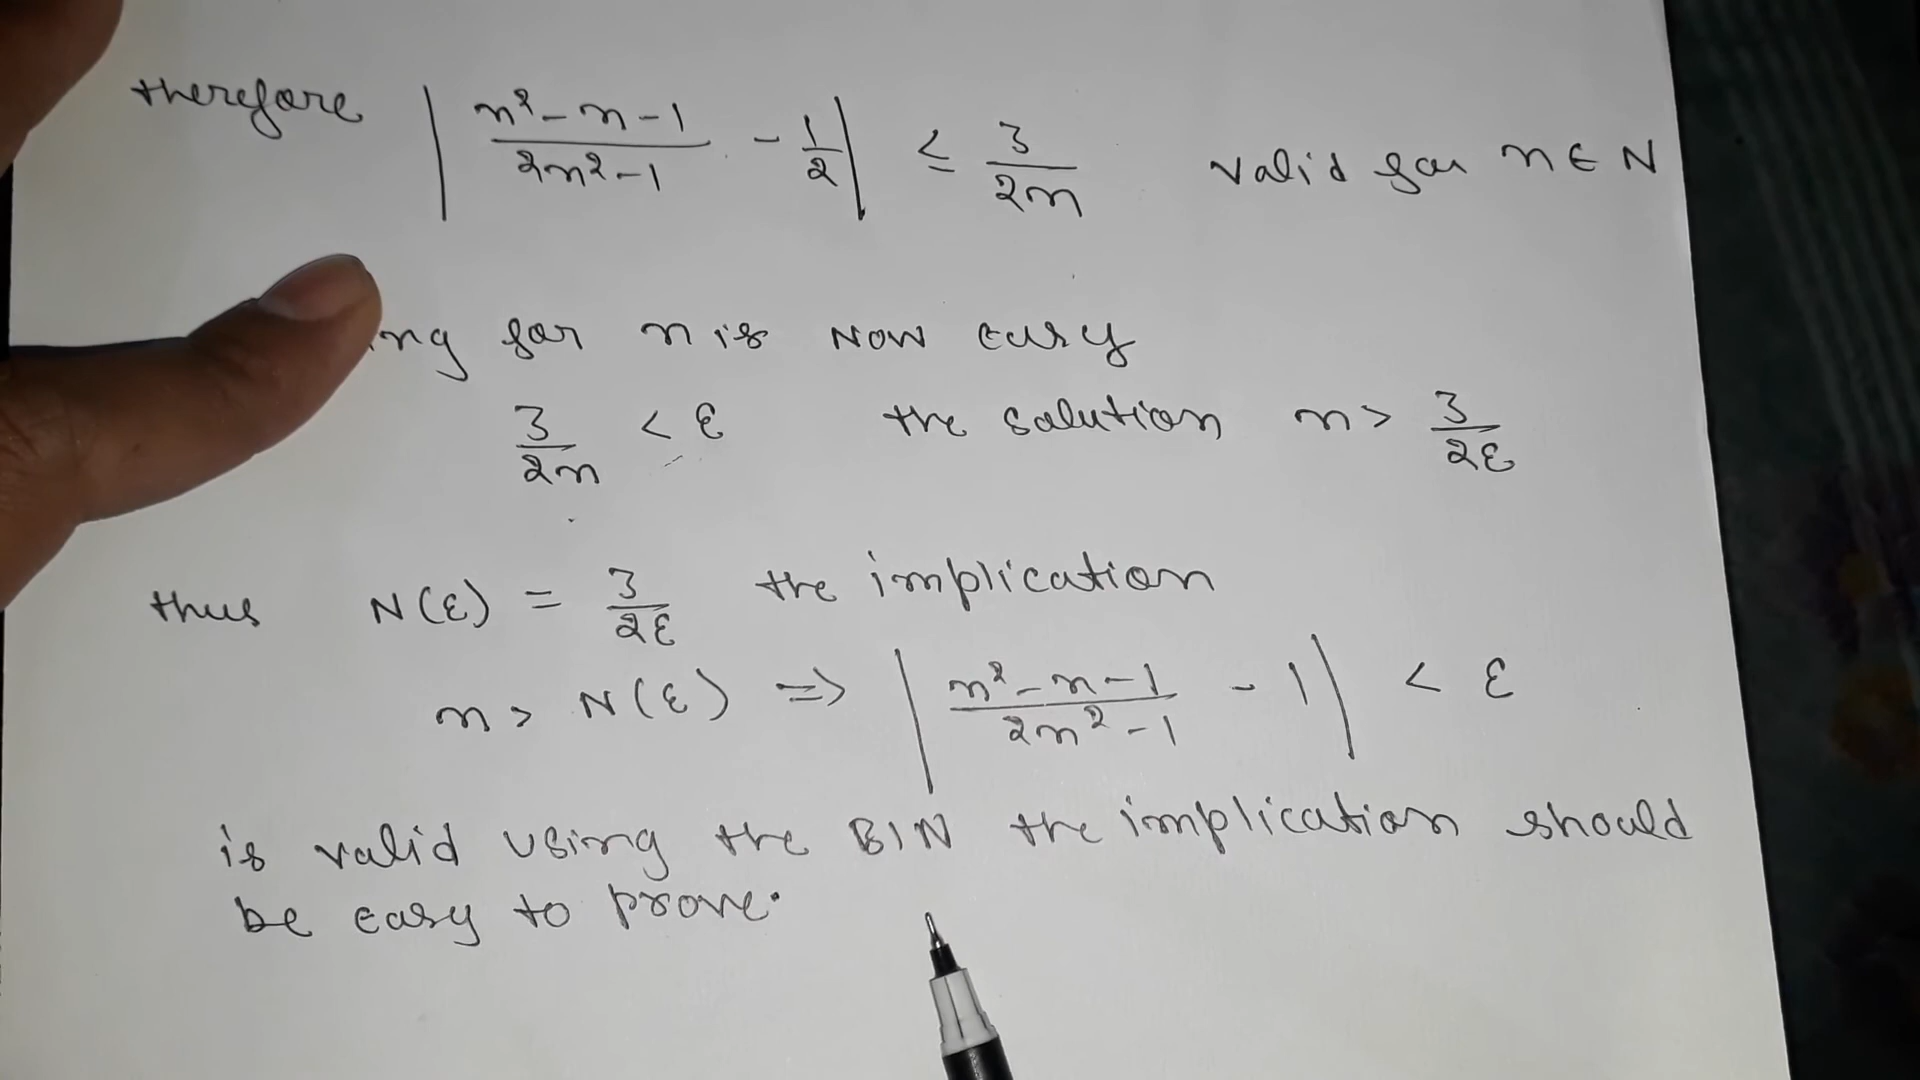 therefore | n² - n - 1 / 2n² - 1 - 1/2 | ≤ 3/2n valid for n ∈ N
ng for n is NOW easy
3/2n < ε the solution n > 3/2ε
thus N(ε) = 3/2ε the implication
n > N(ε) => | n² - n - 1 / 2n² - 1 - 1 | < ε
is valid using the BIN the implication should
be easy to prove.